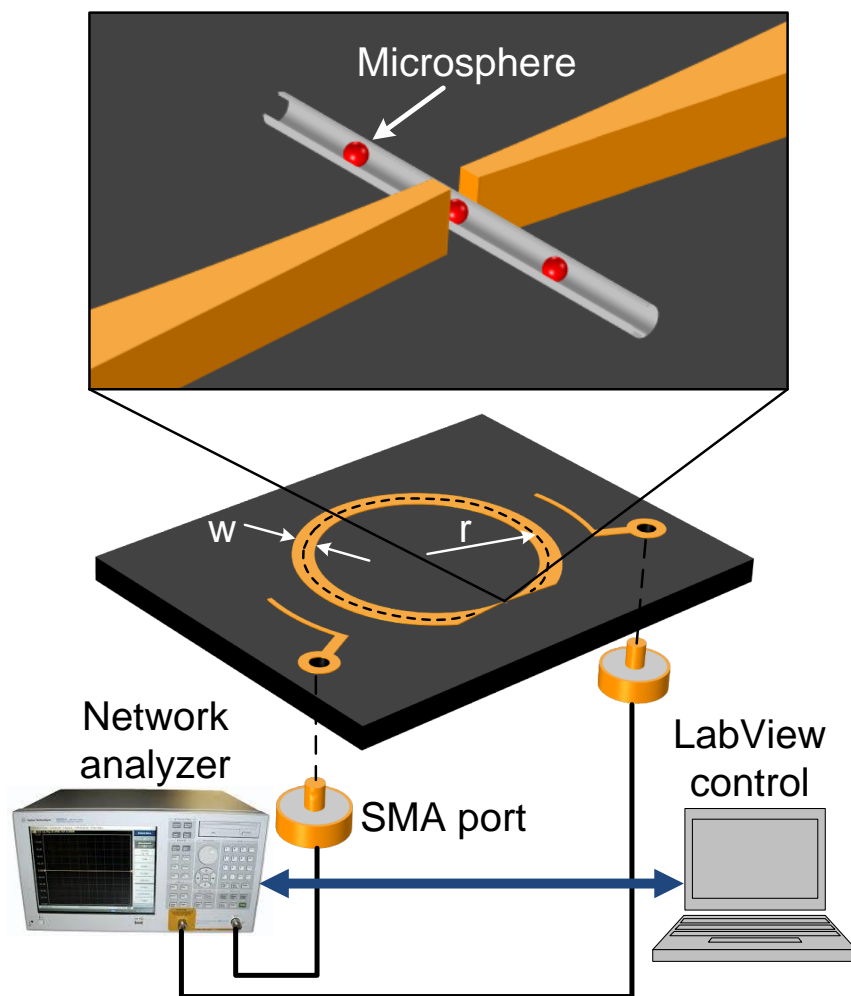 Microsphere
w
r
Network
analyzer
SMA port
LabView
control